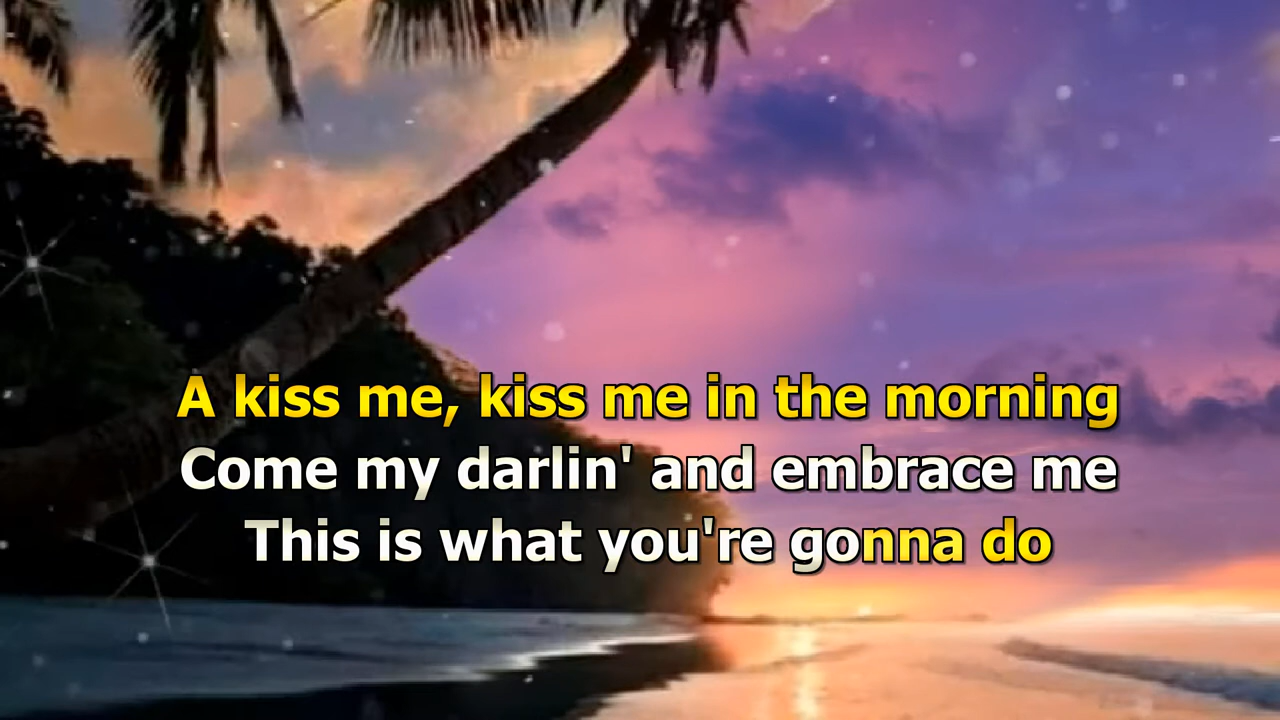 A kiss me, kiss me in the morning
Come my darlin' and embrace me
This is what you're gonna do